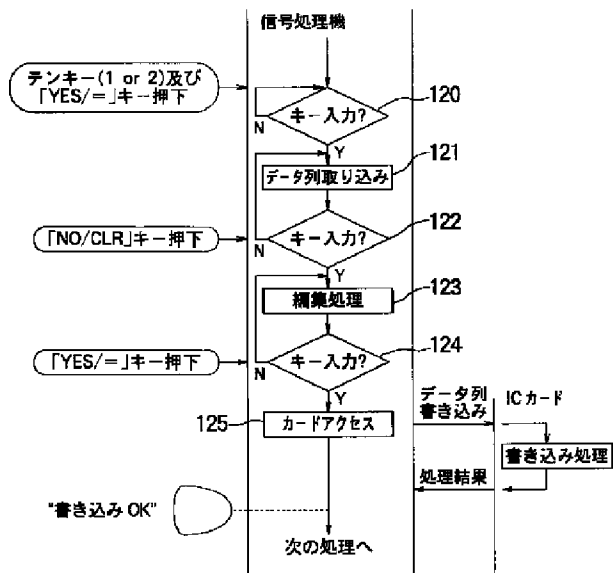 信号処理機
テンキー(1 or 2)及び
「YES/=」キー押下
120
キー入力?
N
Y
121
データ列取り込み
122
「NO/CLR」キー押下
キー入力?
N
Y
123
編集処理
124
「YES/=」キー押下
キー入力?
N
Y
125
カードアクセス
データ列
書き込み
ICカード
書き込み処理
処理結果
“書き込みOK”
次の処理へ